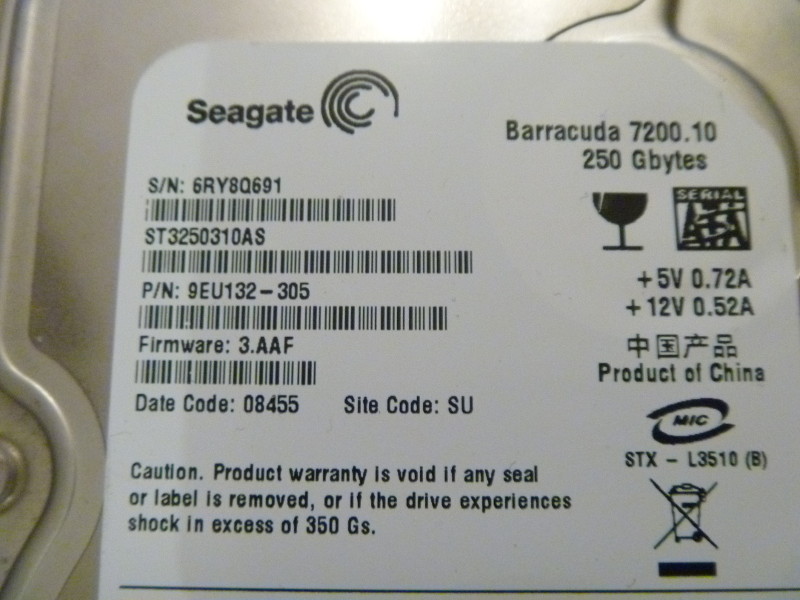 Seagate
Barracuda 7200.10
250 Gbytes
S/N: 6RY8Q691
ST3250310AS
P/N: 9EU132-305
Firmware: 3.AAF
Date Code: 08455 Site Code: SU
SERIAL
ATA
+5V 0.72A
+12V 0.52A
中国产品
Product of China
MIC
STX - L3510 (B)
Caution. Product warranty is void if any seal
or label is removed, or if the drive experiences
shock in excess of 350 Gs.